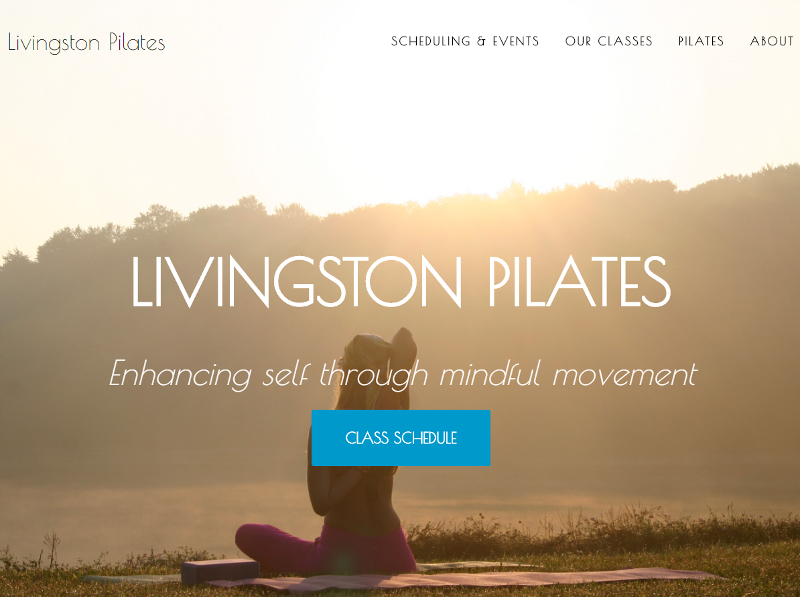 Livingston Pilates
SCHEDULING & EVENTS OUR CLASSES PILATES ABOUT
LIVINGSTON PILATES
Enhancing self through mindful movement
CLASS SCHEDULE